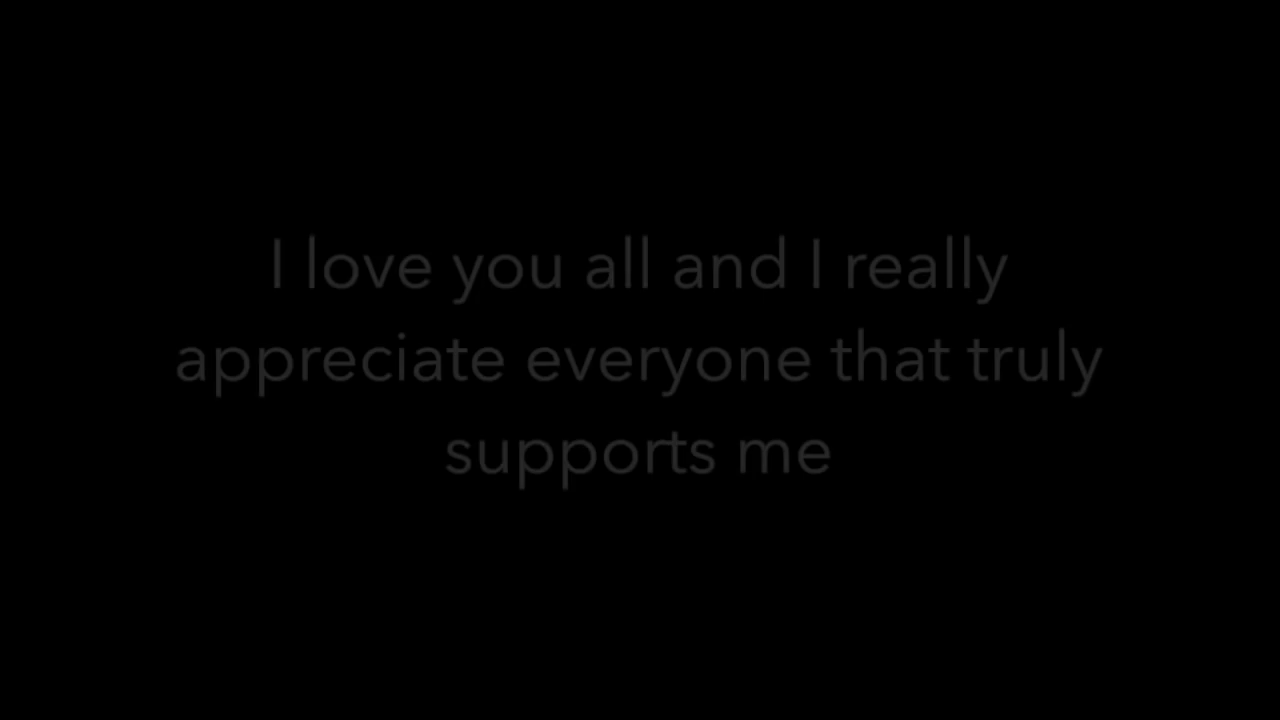 I love you all and I really
appreciate everyone that truly
supports me